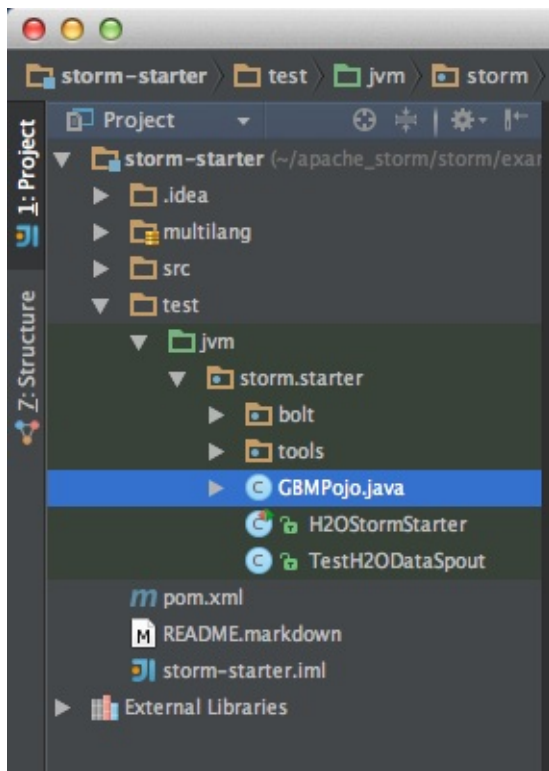 storm-starter test jvm storm
1: Project
Project
storm-starter (~/apache_storm/storm/exar
.idea
multilang
src
test
jvm
storm.starter
bolt
tools
C GBMPojo.java
C H2OStormStarter
C TestH2ODataSpout
m pom.xml
M README.markdown
storm-starter.iml
External Libraries
7: Structure